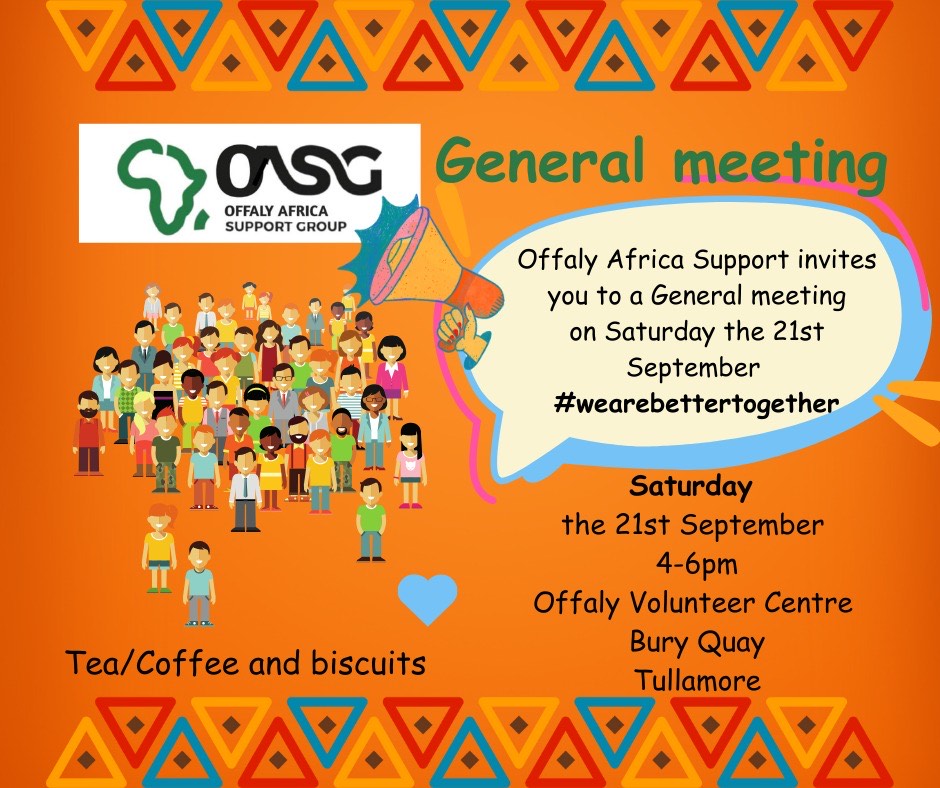 OASG
OFFALY AFRICA
SUPPORT GROUP
General meeting
Offaly Africa Support invites
you to a General meeting
on Saturday the 21st
September
#wearebettertogether
Saturday
the 21st September
4-6pm
Offaly Volunteer Centre
Bury Quay
Tullamore
Tea/Coffee and biscuits